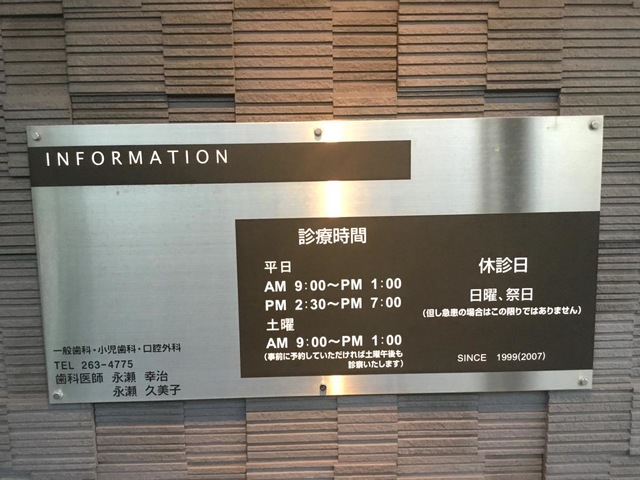 INFORMATION
診療時間
平日
AM 9:00～PM 1:00
PM 2:30～PM 7:00
土曜
AM 9:00～PM 1:00
(事前に予約していただければ土曜午後も
診察いたします)
休診日
日曜、祭日
(但し急患の場合はこの限りではありません)
SINCE 1999(2007)
一般歯科・小児歯科・口腔外科
TEL 263-4775
歯科医師 永瀬 幸治
永瀬 久美子